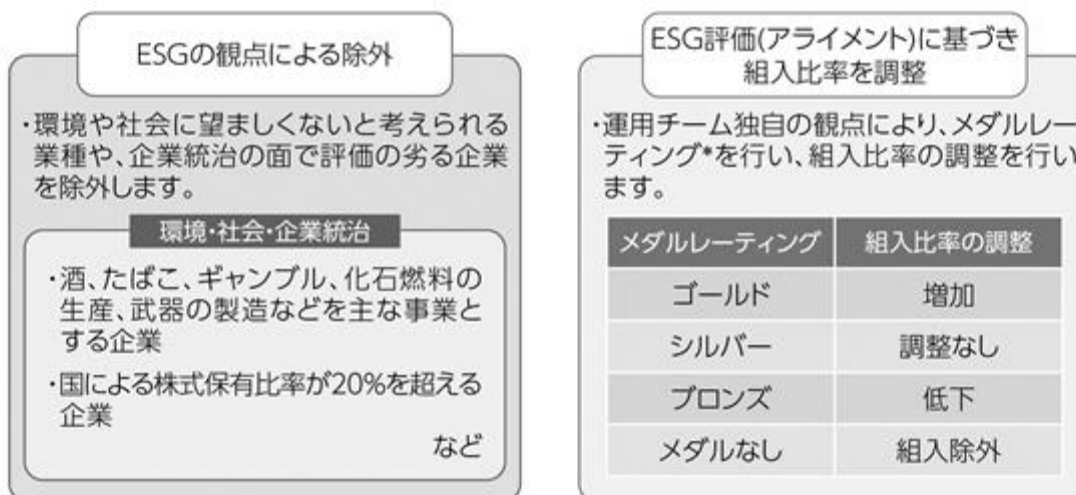 ESGの観点による除外
・環境や社会に望ましくないと考えられる
業種や、企業統治の面で評価の劣る企業
を除外します。
環境・社会・企業統治
・酒、たばこ、ギャンブル、化石燃料の
生産、武器の製造などを主な事業と
する企業
・国による株式保有比率が20%を超える
企業
など
ESG評価(アライメント)に基づき
組入比率を調整
・運用チーム独自の観点により、メダルレー
ティング*を行い、組入比率の調整を行い
ます。
メダルレーティング 組入比率の調整
ゴールド 増加
シルバー 調整なし
ブロンズ 低下
メダルなし 組入除外